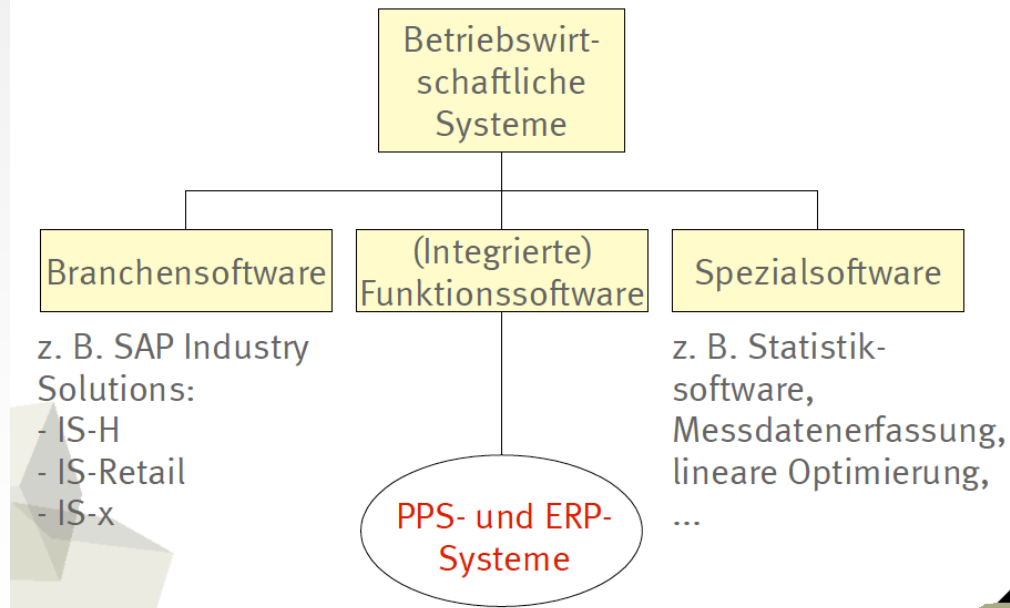 Betriebswirt-
schaftliche
Systeme
Branchensoftware
(Integrierte)
Funktionssoftware
Spezialsoftware
z. B. SAP Industry
Solutions:
- IS-H
- IS-Retail
- IS-x
PPS- und ERP-
Systeme
z. B. Statistik-
software,
Messdatenerfassung,
lineare Optimierung,
...